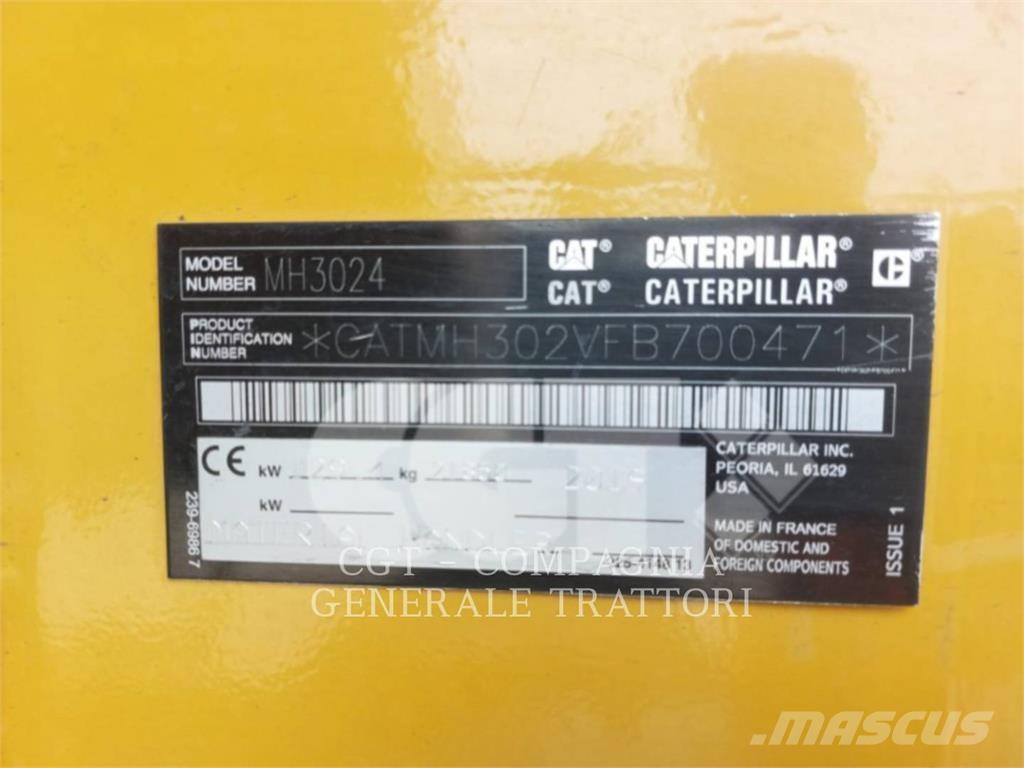 MODEL NUMBER MH3024
CAT® CATERPILLAR®
CAT® CATERPILLAR®
PRODUCT IDENTIFICATION NUMBER *CATMH302VFB700471*
CE kW kg
kW
239-6986 7
CATERPILLAR INC.
PEORIA, IL 61629
USA
MADE IN FRANCE
OF DOMESTIC AND
FOREIGN COMPONENTS
ISSUE 1
CGT
CGT - COMPAGNIA
GENERALE TRATTORI
MASCUS